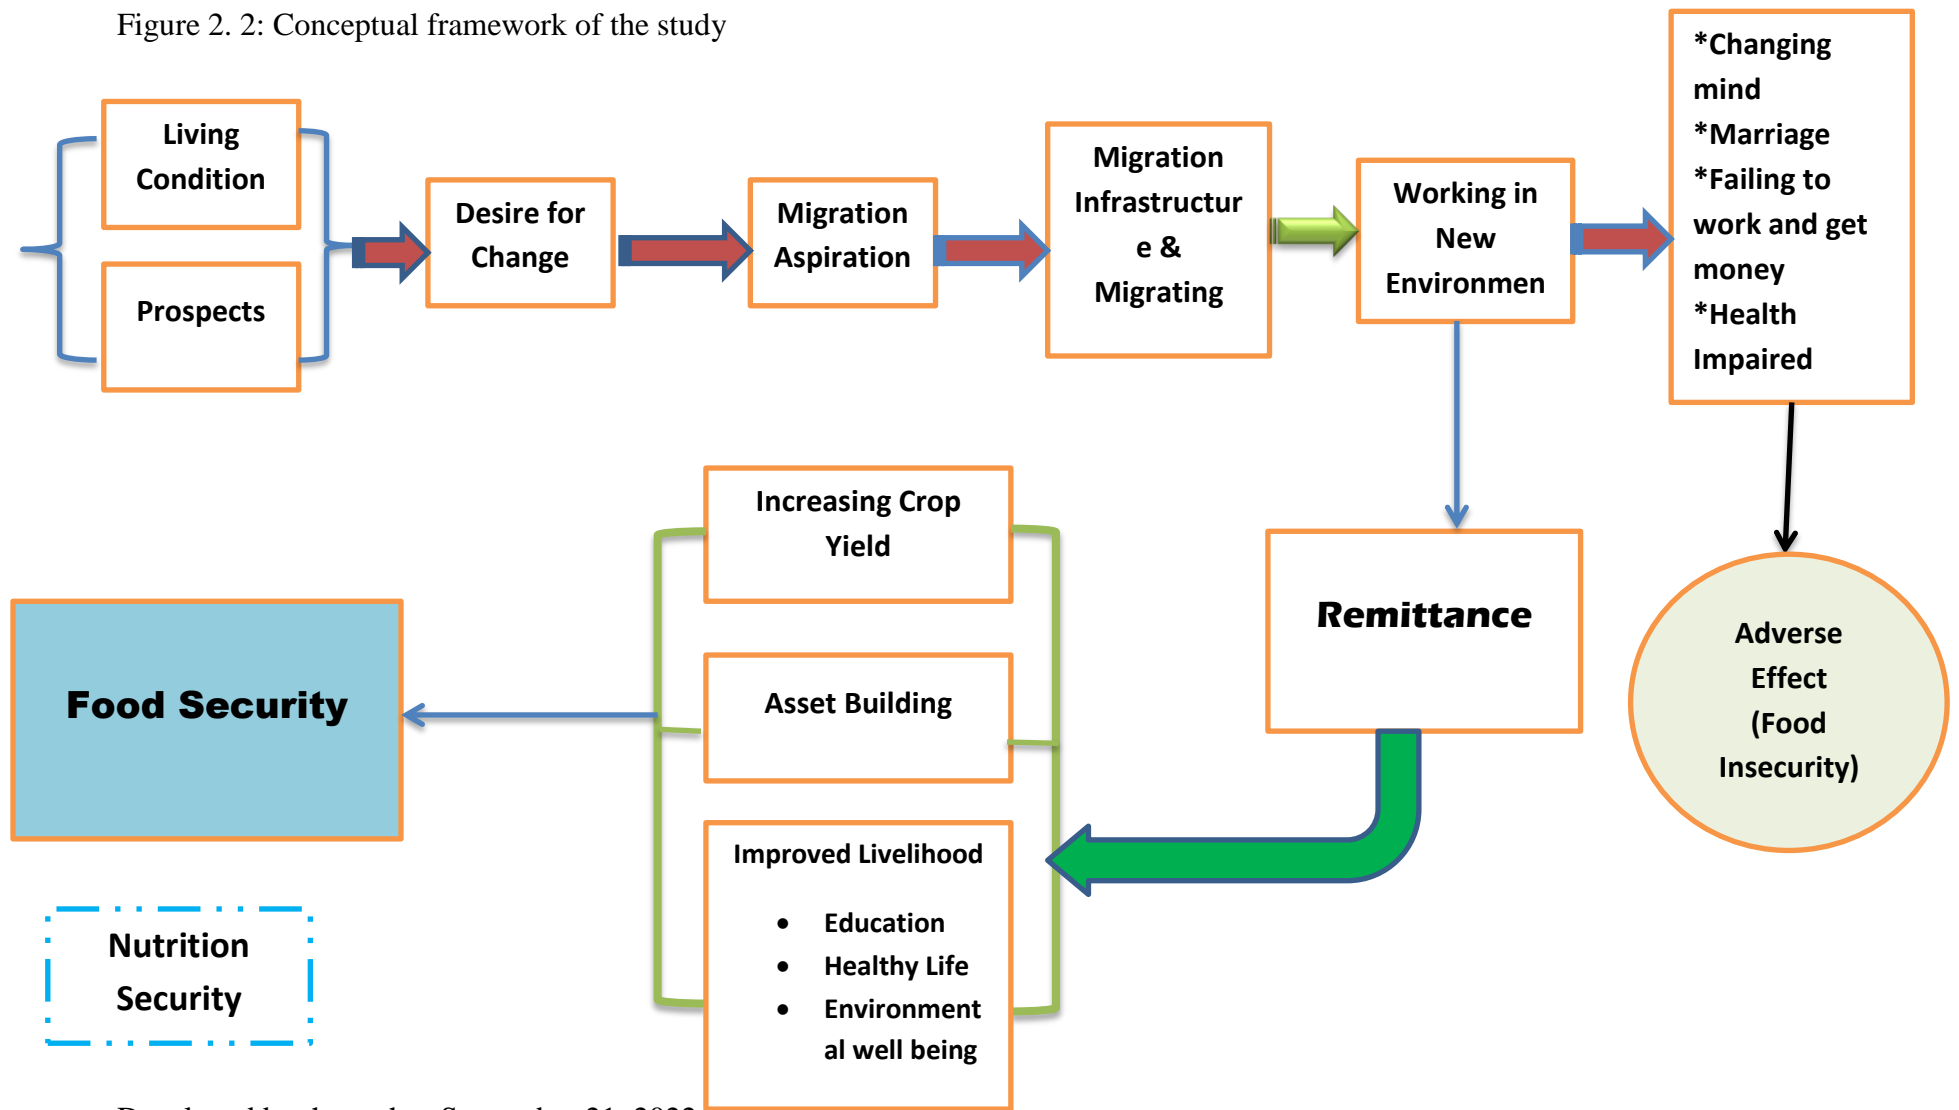 Figure 2. 2: Conceptual framework of the study
Living
Condition
Prospects
Desire for
Change
Migration
Aspiration
Migration
Infrastructur
e &
Migrating
Working in
New
Environmen
*Changing
mind
*Marriage
*Failing to
work and get
money
*Health
Impaired
Increasing Crop
Yield
Remittance
Adverse
Effect
(Food
Insecurity)
Food Security
Asset Building
Improved Livelihood
• Education
• Healthy Life
• Environment
al well being
Nutrition
Security